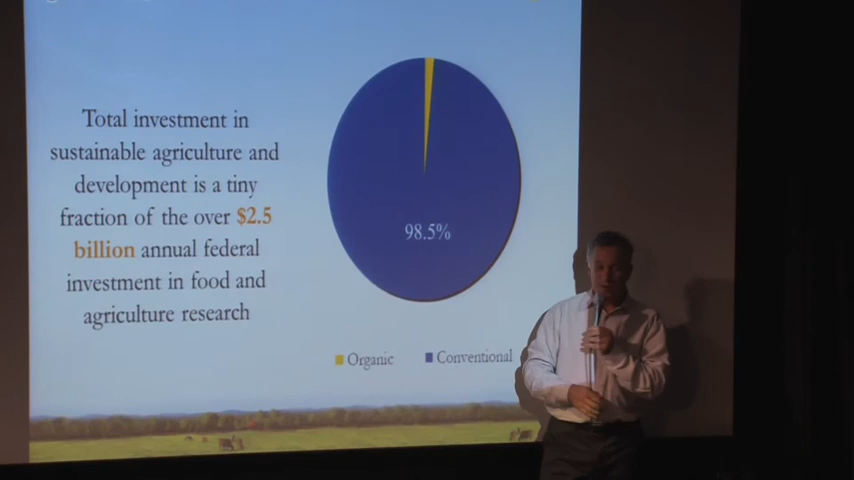 Total investment in
sustainable agriculture and
development is a tiny
fraction of the over $2.5
billion annual federal
investment in food and
agriculture research
98.5%
Organic
Conventional